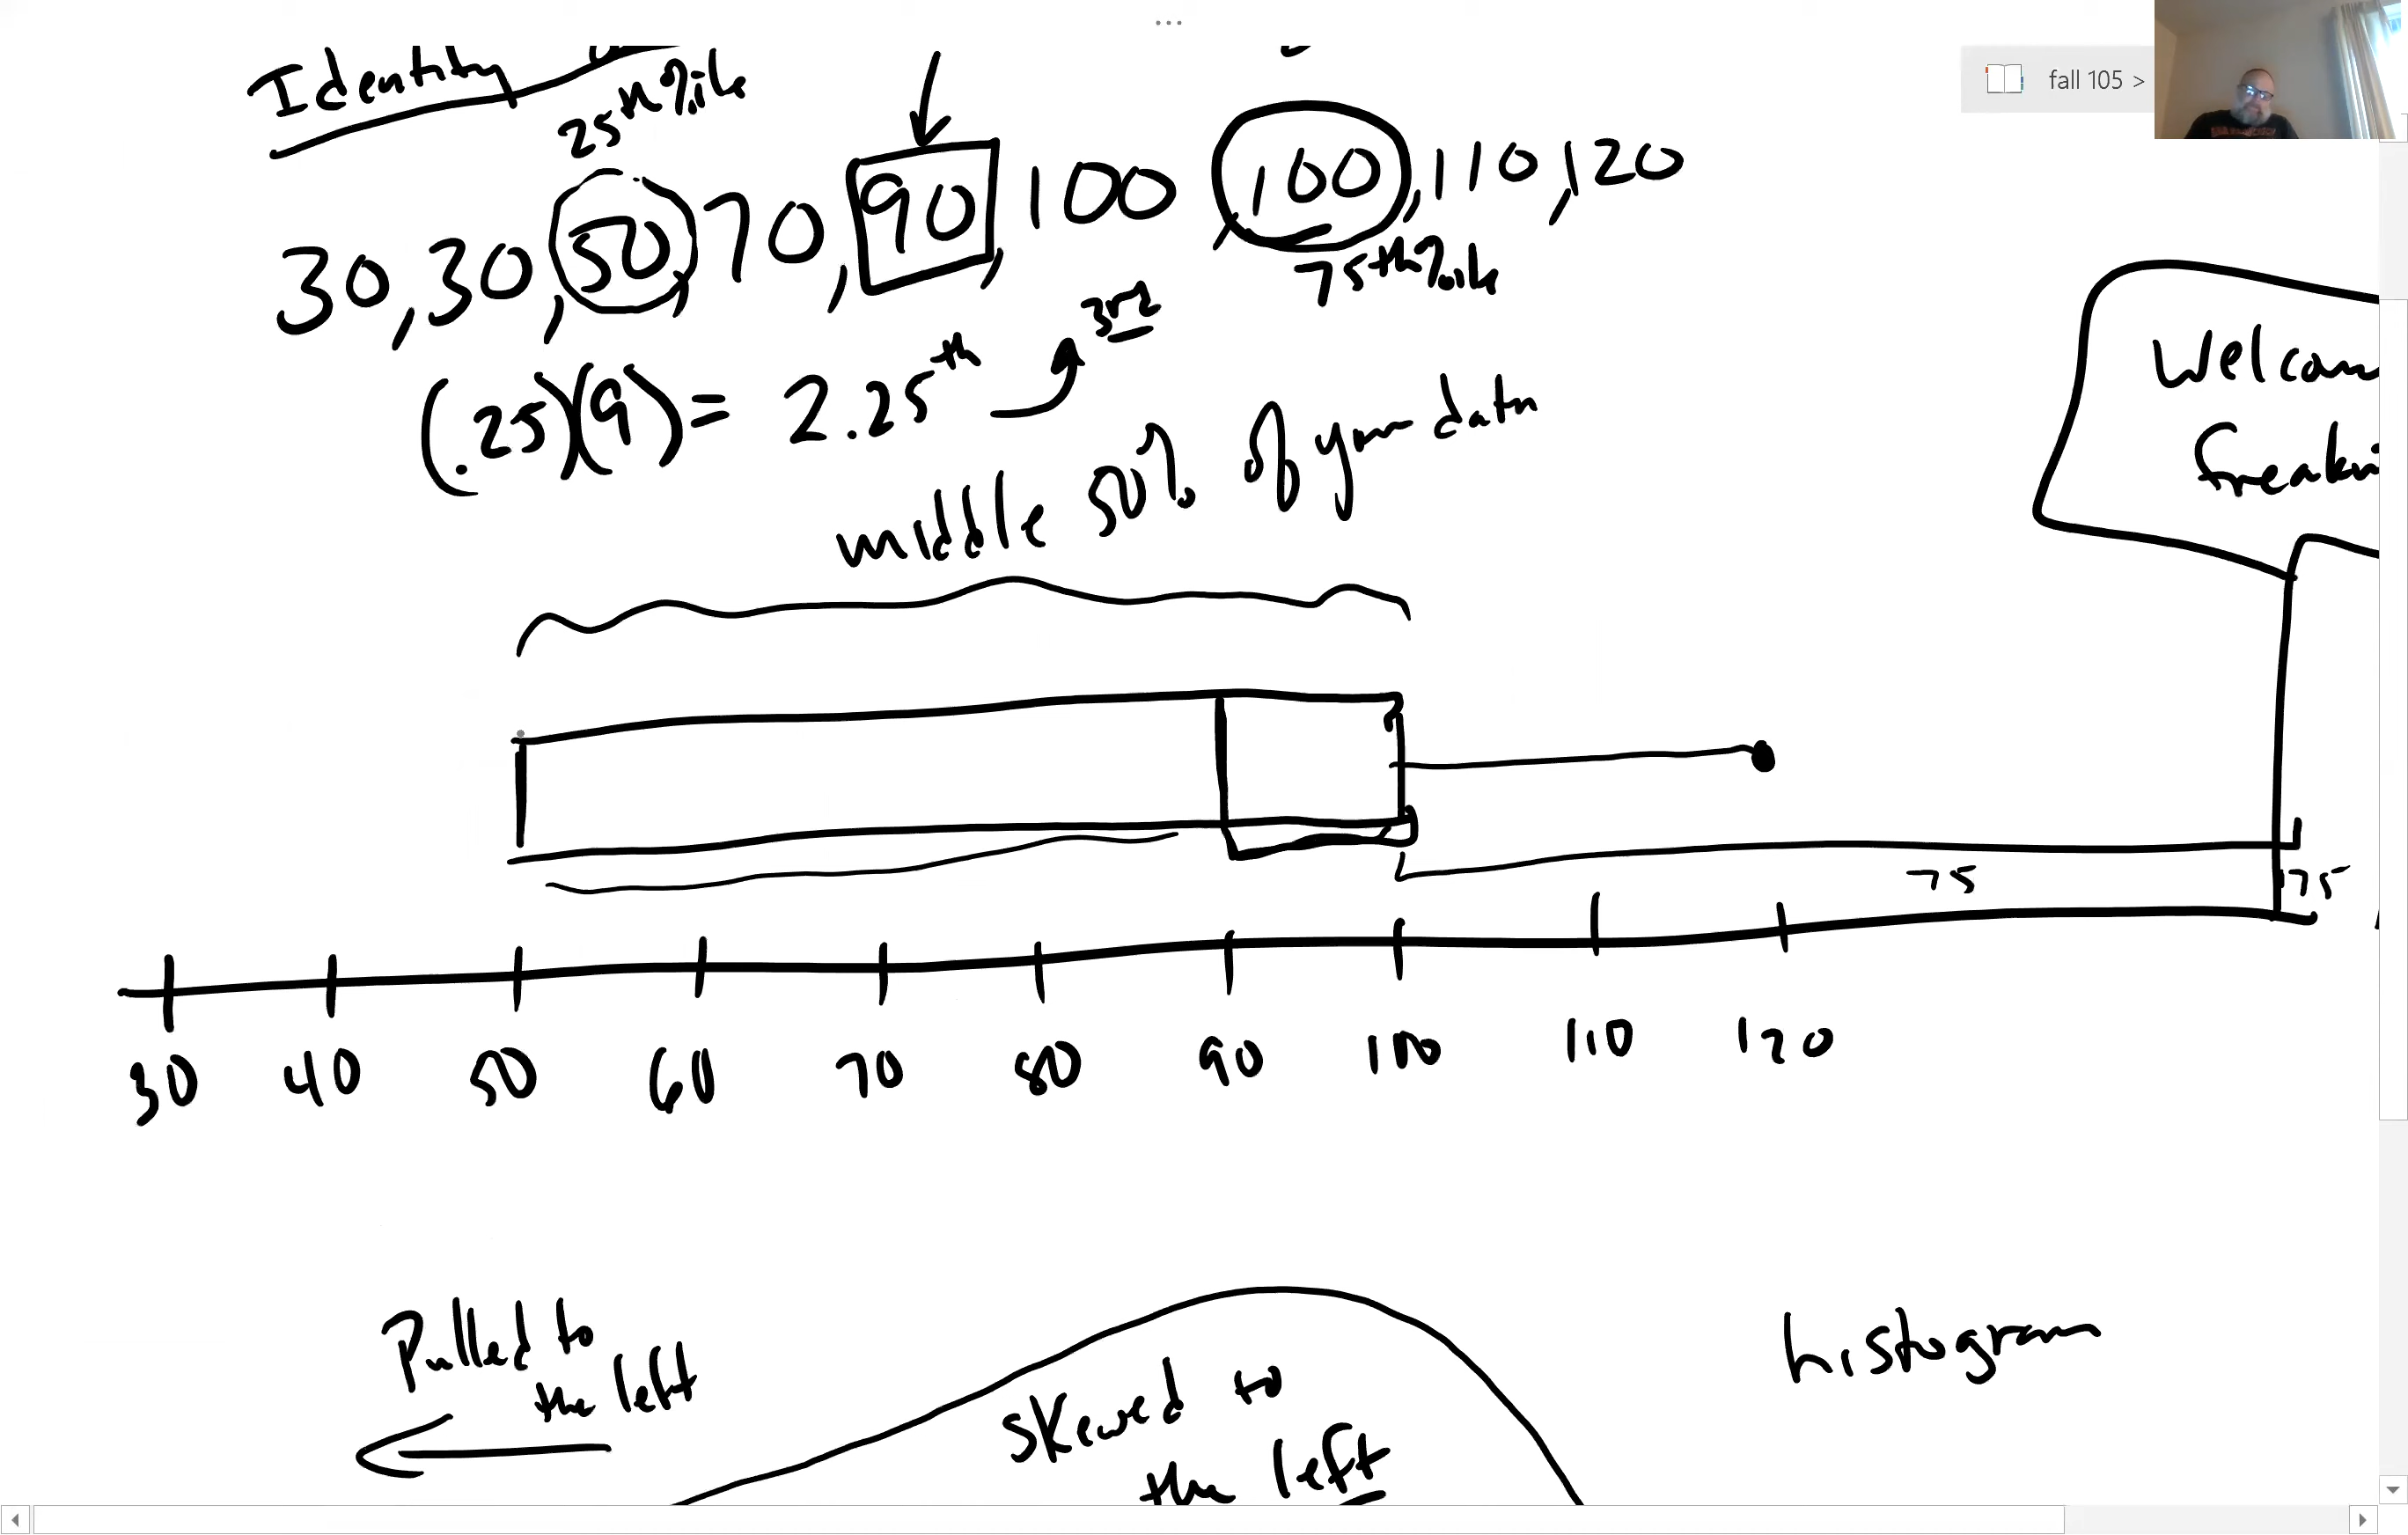 fall 105 >
Identity
25th %ile
30, 30, 50, 70, 90, 100, 100, 110, 120
75th %ile
(.25)(9) = 2.25th 3rd
middle 50% of your data
Welcom
freakn
75
175
30 40 50 60 70 80 90 100 110 120
Pulled to
the left
skewed to
the left
histogram